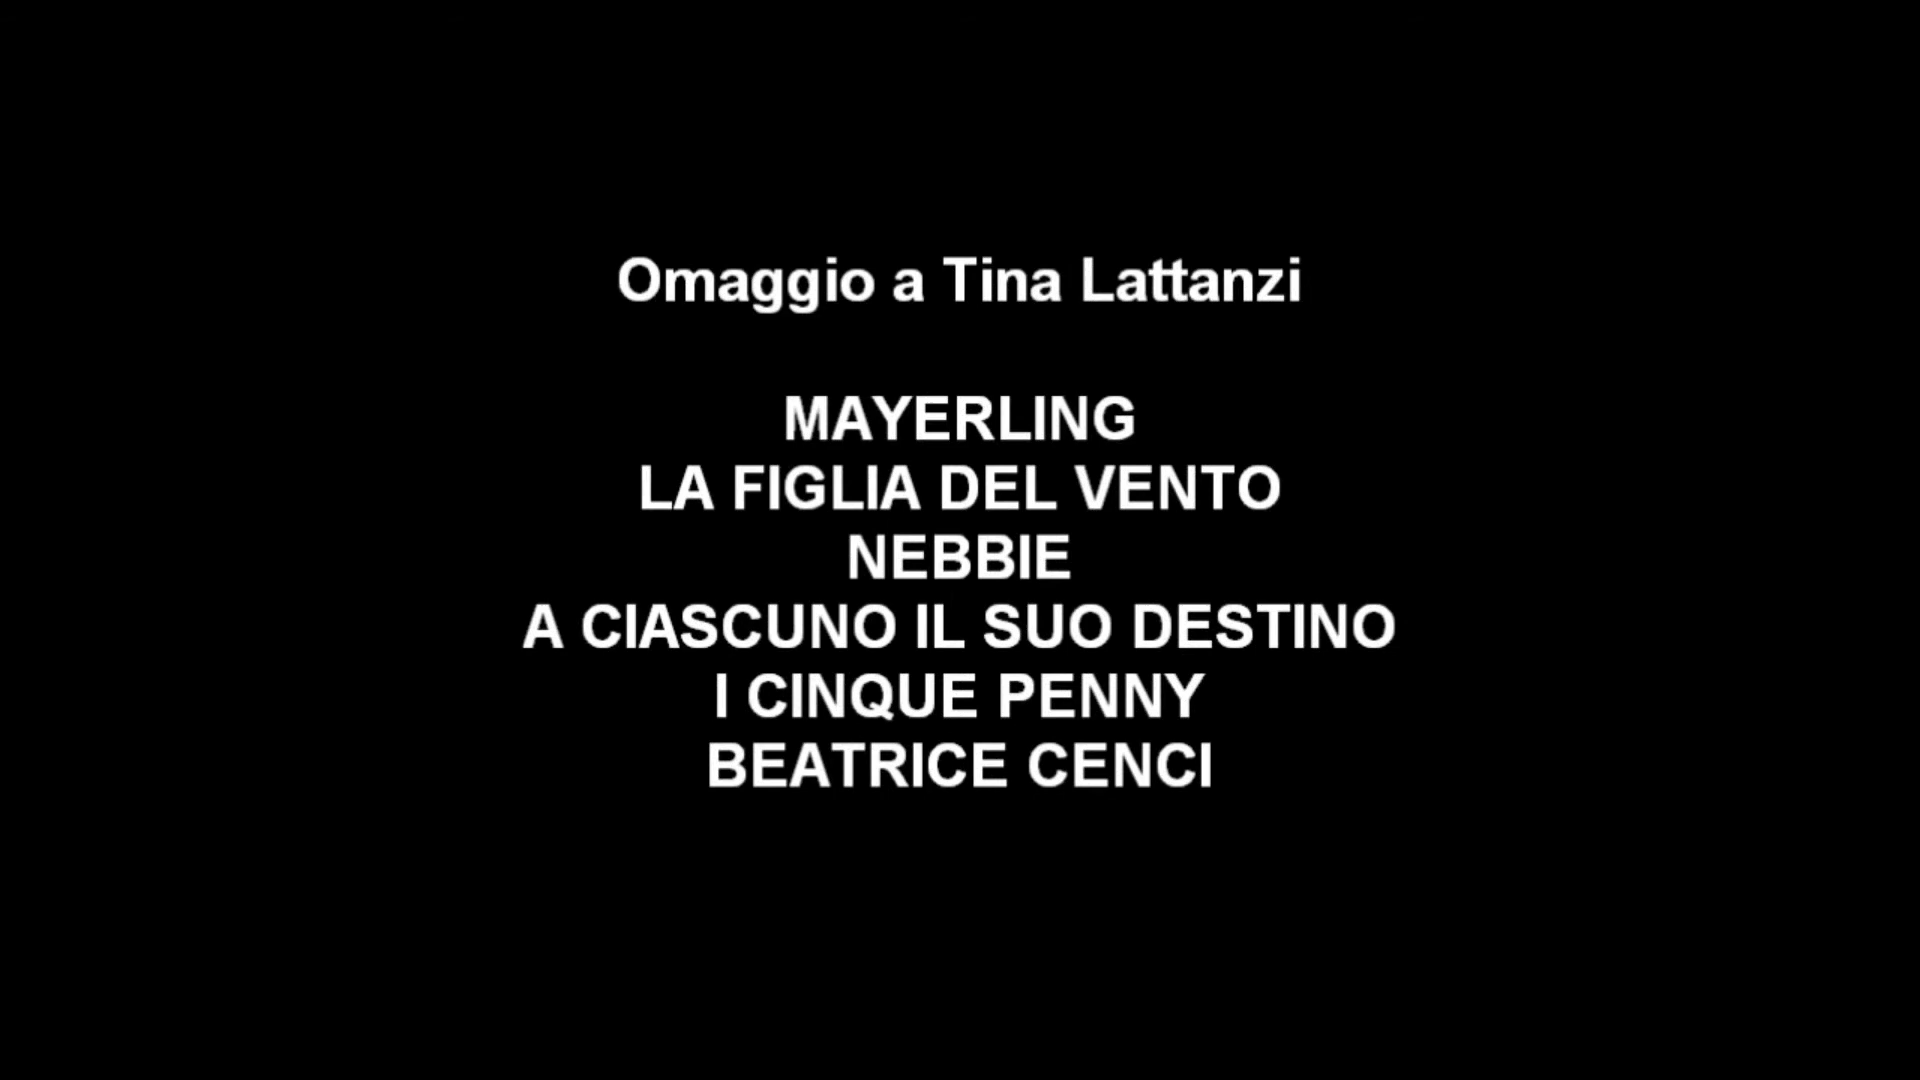 Omaggio a Tina Lattanzi
MAYERLING
LA FIGLIA DEL VENTO
NEBBIE
A CIASCUNO IL SUO DESTINO
I CINQUE PENNY
BEATRICE CENCI